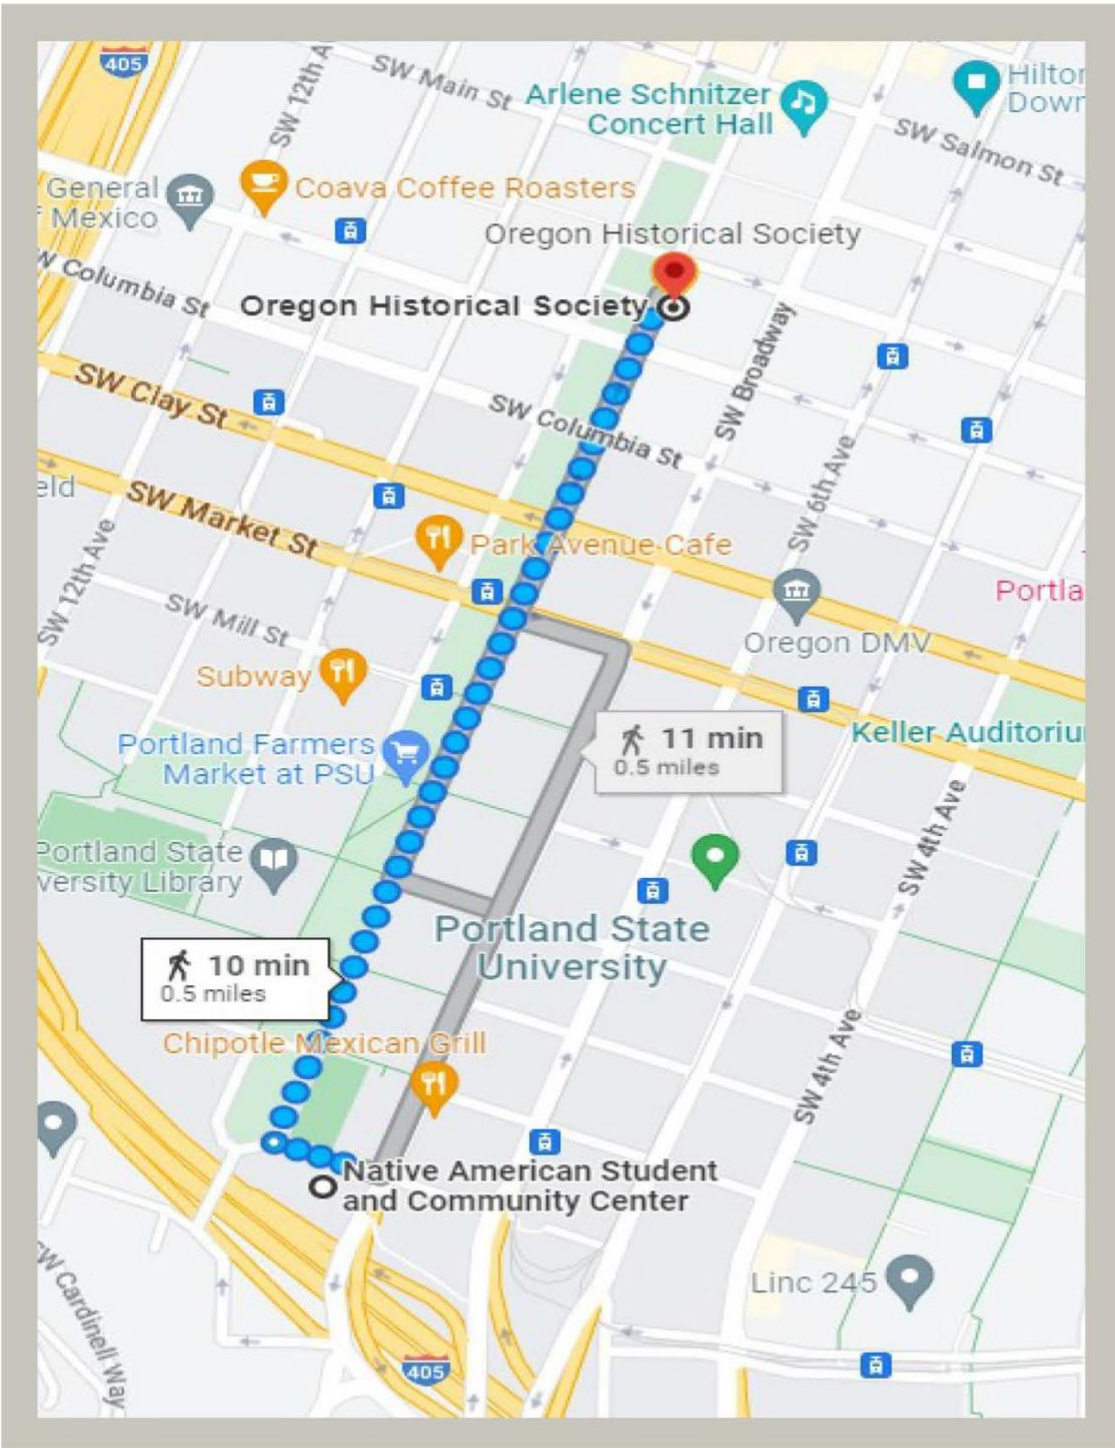 405
SW 12th A
SW Main St
Arlene Schnitzer
Concert Hall
Hilton
Down
SW Salmon St
General
f Mexico
Coava Coffee Roasters
Oregon Historical Society
Oregon Historical Society
W Columbia St
SW Broadway
SW Clay St
SW Columbia St
eld
SW Market St
SW 6th Ave
Park Avenue Cafe
SW 12th Ave
Portla
SW Mill St
Oregon DMV
Subway
Portland Farmers
Market at PSU
11 min
0.5 miles
Keller Auditoriu
SW 4th Ave
Portland State
versity Library
Portland State
University
10 min
0.5 miles
Chipotle Mexican Grill
SW 4th Ave
Native American Student
and Community Center
SW Cardinell Way
Linc 245
405